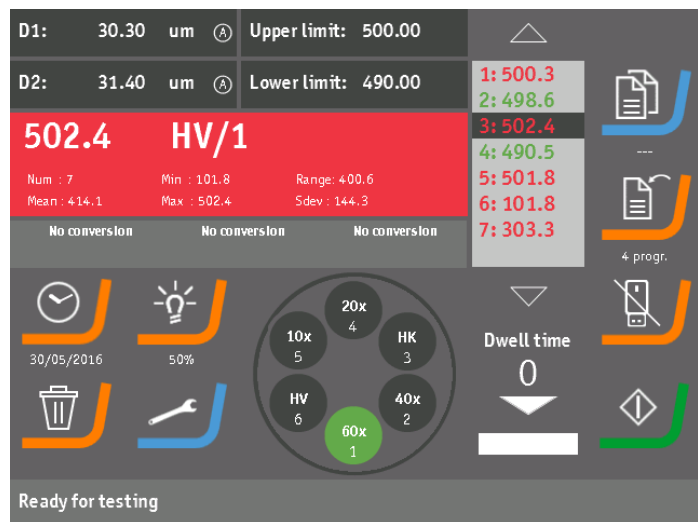 D1: 30.30 um A Upper limit: 500.00
D2: 31.40 um A Lower limit: 490.00
502.4 HV/1
Num : 7 Min : 101.8 Range: 400.6
Mean : 414.1 Max : 502.4 Sdev : 144.3
No conversion No conversion No conversion
1: 500.3
2: 498.6
3: 502.4
4: 490.5
5: 501.8
6: 101.8
7: 303.3
---
4 progr.
30/05/2016
50%
20x
4
10x
5
HK
3
HV
6
40x
2
60x
1
Dwell time
0
Ready for testing